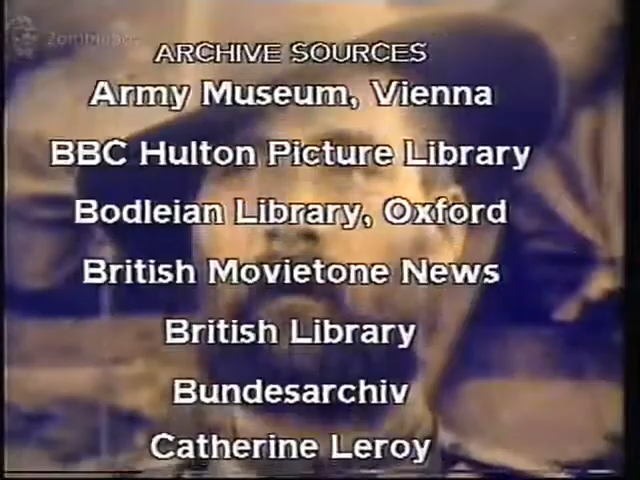 ARCHIVE SOURCES
Army Museum, Vienna
BBC Hulton Picture Library
Bodleian Library, Oxford
British Movietone News
British Library
Bundesarchiv
Catherine Leroy